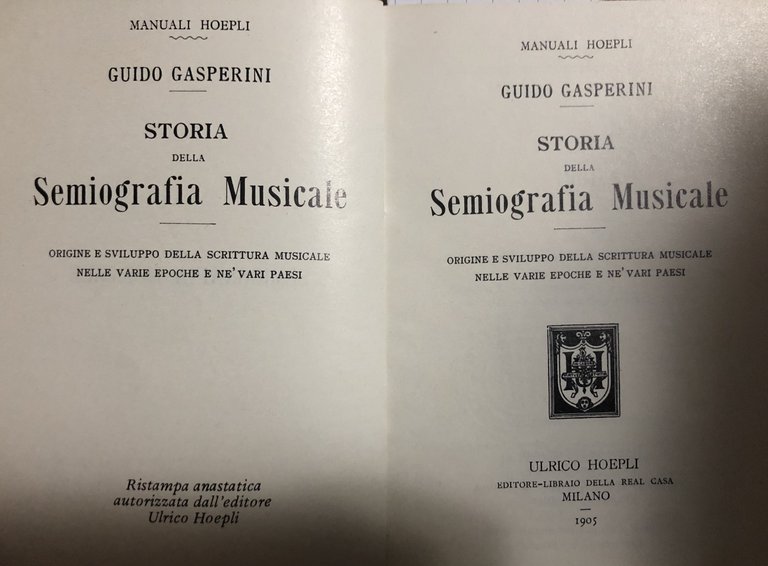 MANUALI HOEPLI
GUIDO GASPERINI
STORIA
DELLA
Semiografia Musicale
ORIGINE E SVILUPPO DELLA SCRITTURA MUSICALE
NELLE VARIE EPOCHE E NE' VARI PAESI
Ristampa anastatica
autorizzata dall'editore
Ulrico Hoepli
MANUALI HOEPLI
GUIDO GASPERINI
STORIA
DELLA
Semiografia Musicale
ORIGINE E SVILUPPO DELLA SCRITTURA MUSICALE
NELLE VARIE EPOCHE E NE' VARI PAESI
ULRICO HOEPLI
EDITORE-LIBRAIO DELLA REAL CASA
MILANO
1905